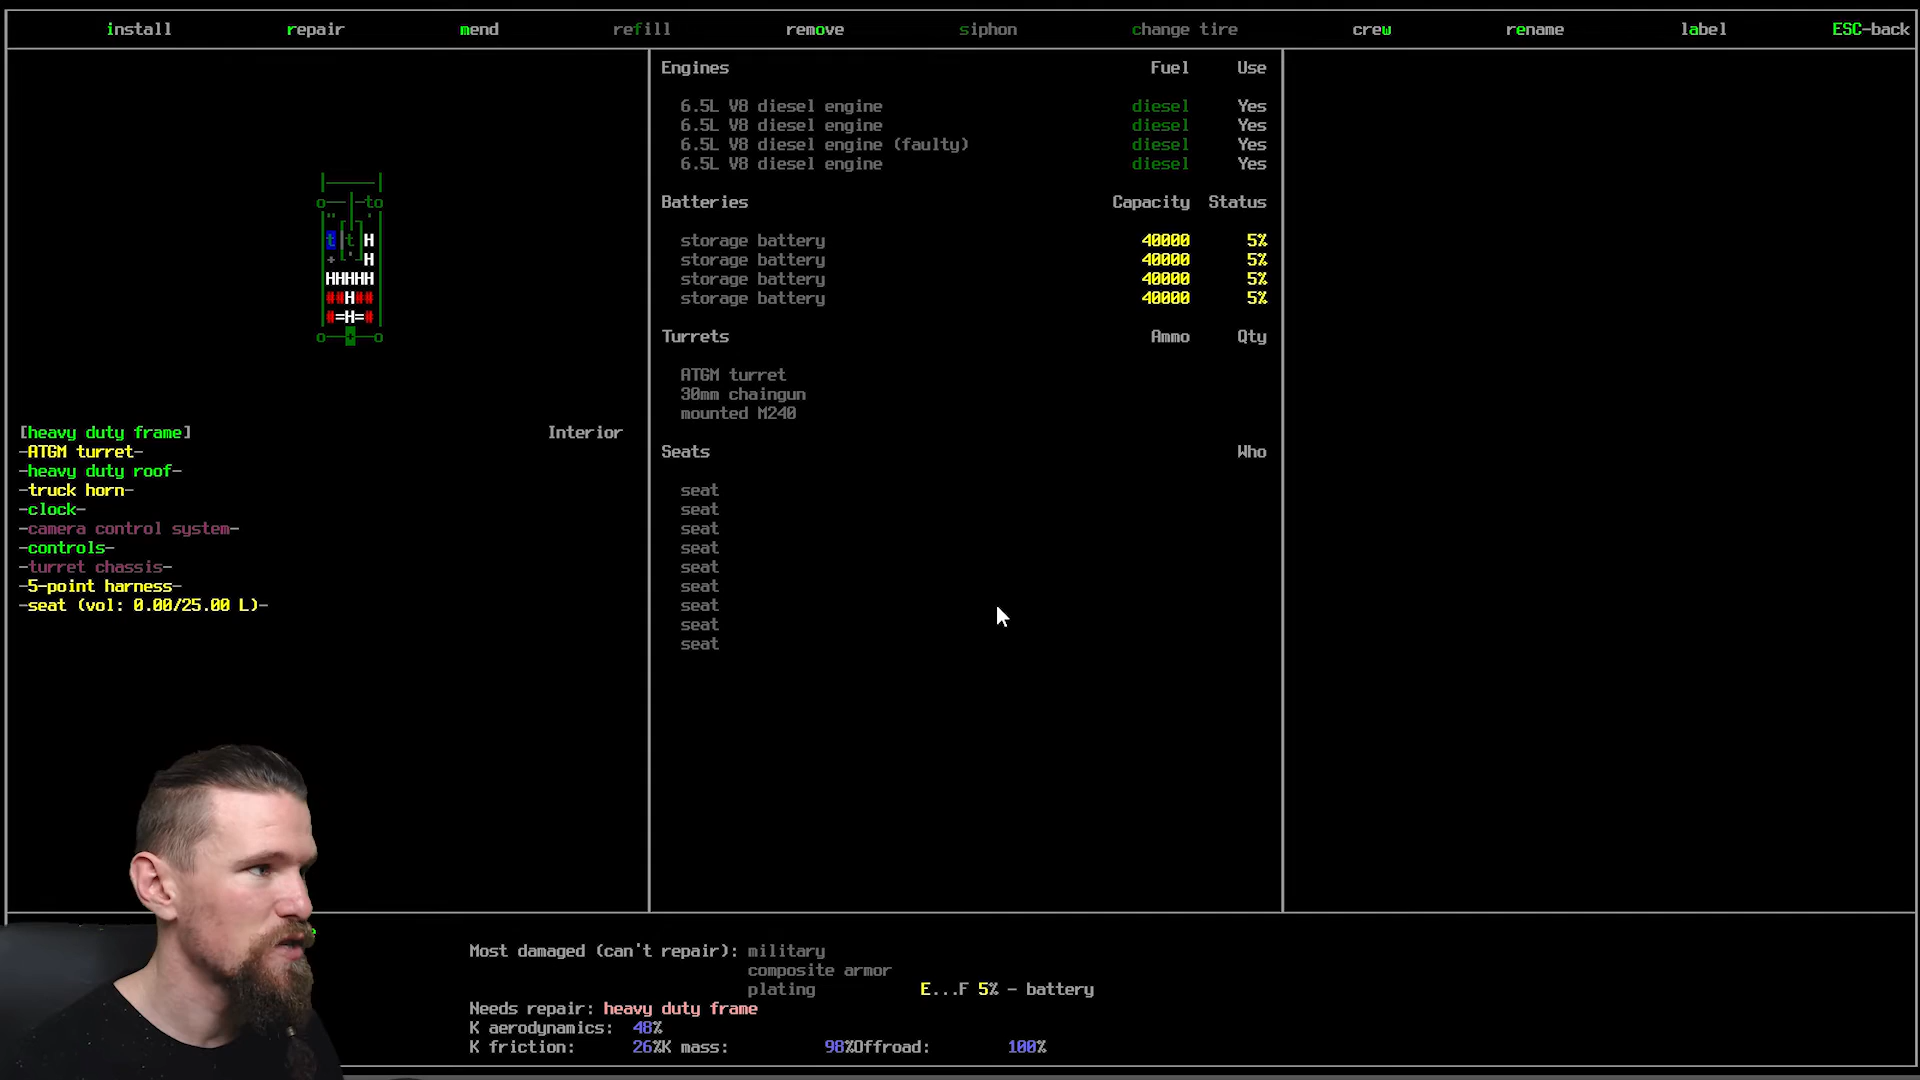 install repair mend refill remove siphon change tire crew rename label ESC-back
Engines Fuel Use
6.5L V8 diesel engine diesel Yes
6.5L V8 diesel engine diesel Yes
6.5L V8 diesel engine (faulty) diesel Yes
6.5L V8 diesel engine diesel Yes
Batteries Capacity Status
storage battery 40000 5%
storage battery 40000 5%
storage battery 40000 5%
storage battery 40000 5%
Turrets Ammo Qty
ATGM turret
30mm chaingun
mounted M240
Seats Who
seat
seat
seat
seat
seat
seat
seat
seat
seat
[heavy duty frame] Interior
-ATGM turret-
-heavy duty roof-
-truck horn-
-clock-
-camera control system-
-controls-
-turret chassis-
-5-point harness-
-seat (vol: 0.00/25.00 L)-
Most damaged (can't repair): military
composite armor
plating
E...F 5% - battery
Needs repair: heavy duty frame
K aerodynamics: 48%
K friction: 26%K mass: 98%Offroad: 100%